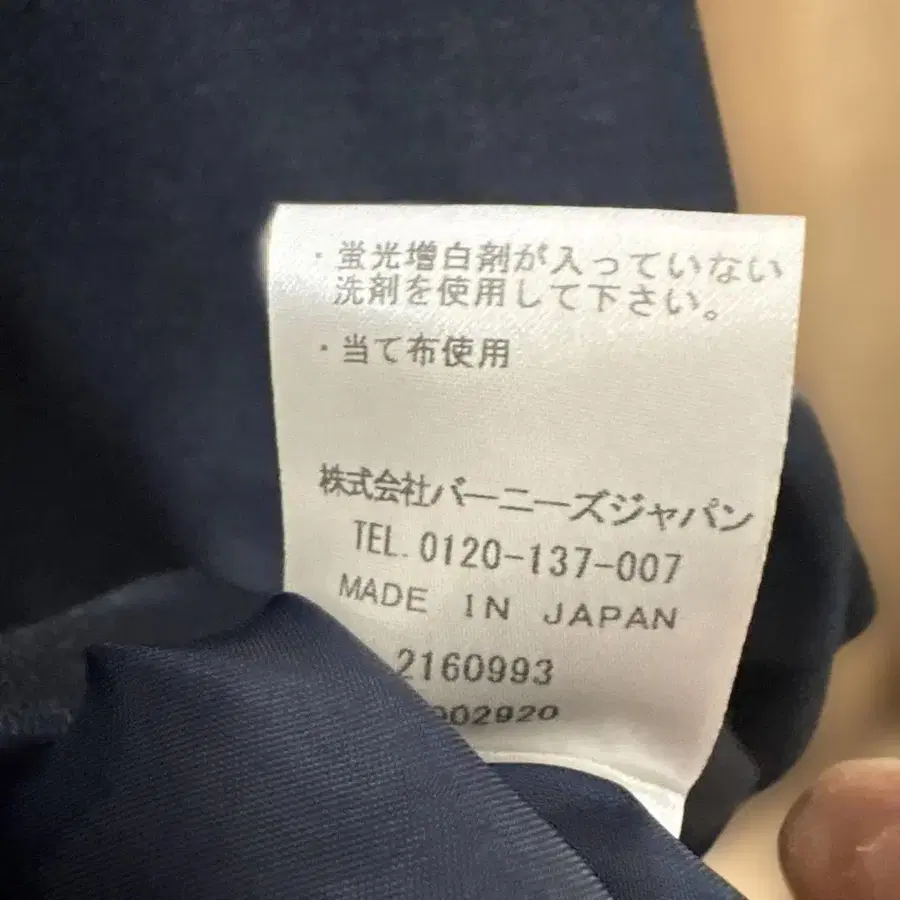 ・蛍光増白剤が入っていない
洗剤を使用して下さい。
・当て布使用
株式会社バーニーズジャパン
TEL. 0120-137-007
MADE IN JAPAN
2160993
002920